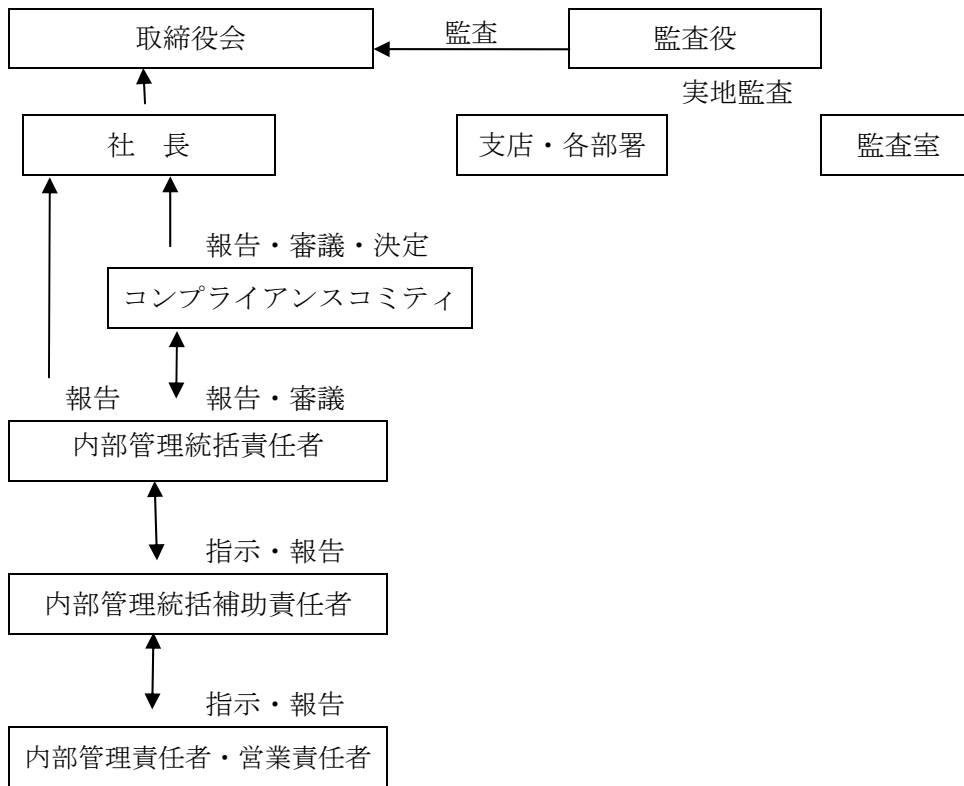 取締役会
監査
監査役
実地監査
社　長
支店・各部署
監査室
報告・審議・決定
コンプライアンスコミティ
報告
報告・審議
内部管理統括責任者
指示・報告
内部管理統括補助責任者
指示・報告
内部管理責任者・営業責任者